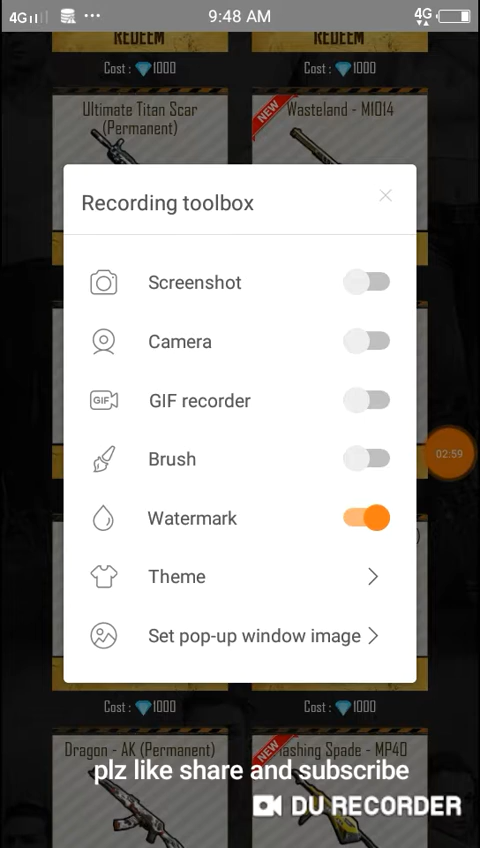 4G 9:48 AM 4G
REDEEM REDEEM
Cost : 1000 Cost : 1000
Ultimate Titan Scar
(Permanent)
NEW Wasteland - M1014
Recording toolbox
Screenshot
Camera
GIF GIF recorder
02:59
Brush
Watermark
Theme
Set pop-up window image
Cost : 1000 Cost : 1000
Dragon - AK (Permanent)
NEW Spade - MP40
plz like share and subscribe
DU RECORDER